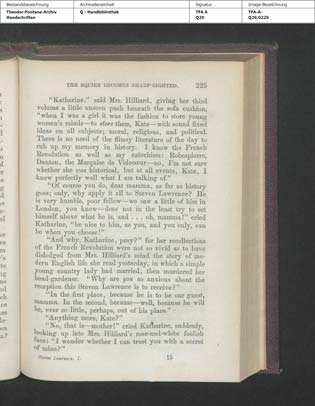 Bestandsbezeichnung
Theodor-Fontane-Archiv
Handschriften
Archivalieneinheit
Q - Handbibliothek
Signatur
TFA A
Q29
Image-Bezeichnung
TFA-A-
Q29,0229
THE SQUIRE BECOMES SHARP-SIGHTED. 225
"Katharine," said Mrs. Hilliard, giving her third
volume a little unseen push beneath the sofa cushion,
"when I was a girl it was the fashion to store young
women's minds—to store them, Kate—with sound fixed
ideas on all subjects; moral, religious, and political.
There is no need of the flimsy literature of the day to
rub up my memory in history. I know the French
Revolution as well as my catechism: Robespierre,
Danton, the Marquise de Videcour—no, I'm not sure
whether she was historical, but at all events, Kate, I
know perfectly well what I am talking of."
"Of course you do, dear mamma, as far as history
goes; only, why apply it all to Steven Lawrence? He
is very humble, poor fellow—we saw a little of him in
London, you know—does not in the least try to set
himself above what he is, and . . . oh, mamma!" cried
Katharine, "be nice to him, as you, and you only, can
be when you choose!"
"And why, Katharine, pray?" for her recollections
of the French Revolution were not so vivid as to have
dislodged from Mrs. Hilliard's mind the story of mo-
dern English life she read yesterday, in which a simple
young country lady had married, then murdered her
head-gardener. "Why are you so anxious about the
reception this Steven Lawrence is to receive?"
"In the first place, because he is to be our guest,
mamma. In the second, because—well, because he will
be, ever so little, perhaps, out of his place."
"Anything more, Kate?"
"No, that is—mother!" cried Katharine, suddenly,
looking up into Mrs. Hilliard's rose-and-white foolish
face: "I wonder whether I can trust you with a secret
of mine?"
Steven Lawrence. I. 15